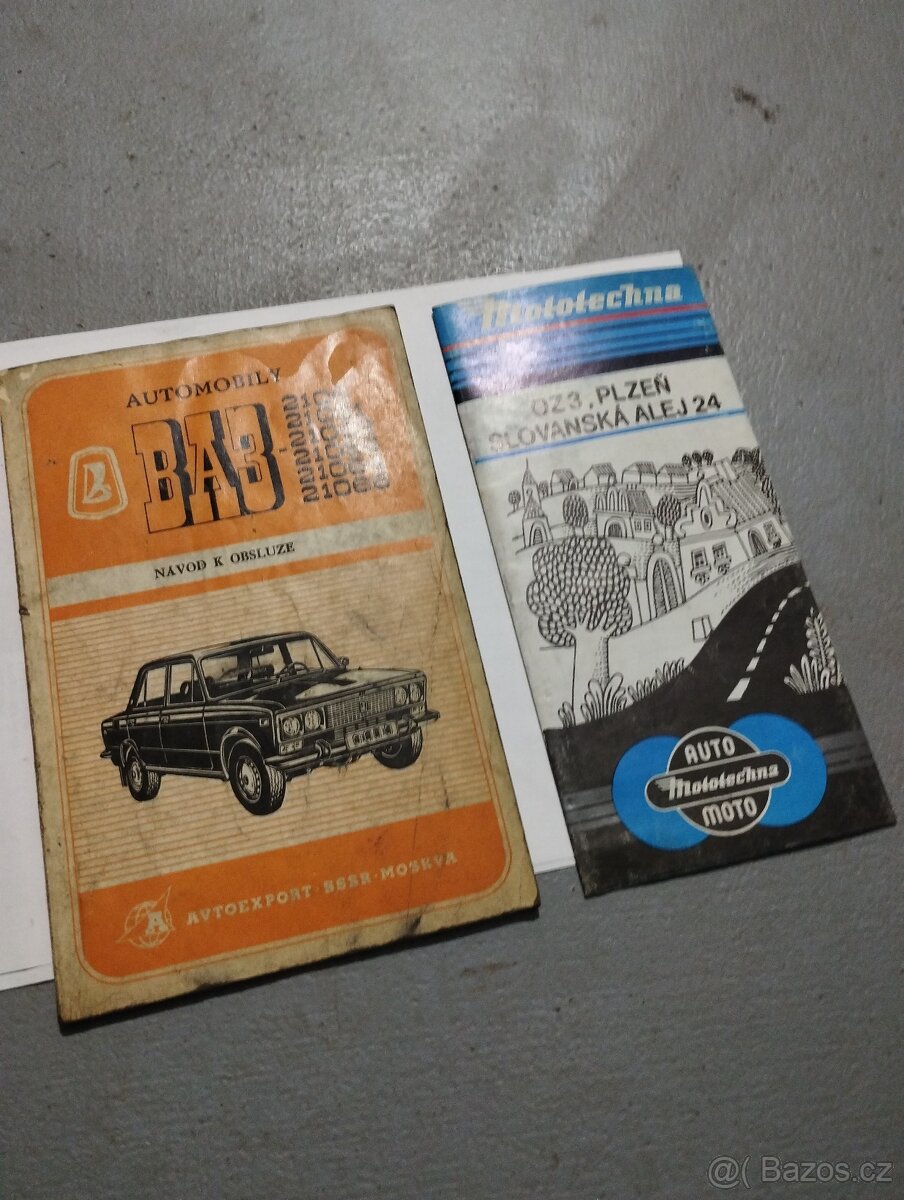 AUTOMOBILY
ВАЗ
NÁVOD K OBSLUZE
AVTOEXPORT · SSSR · MOSKVA
Mototechna
OZ3, PLZEŇ
SLOVANSKÁ ALEJ 24
AUTO
Mototechna
MOTO
@( Bazos.cz